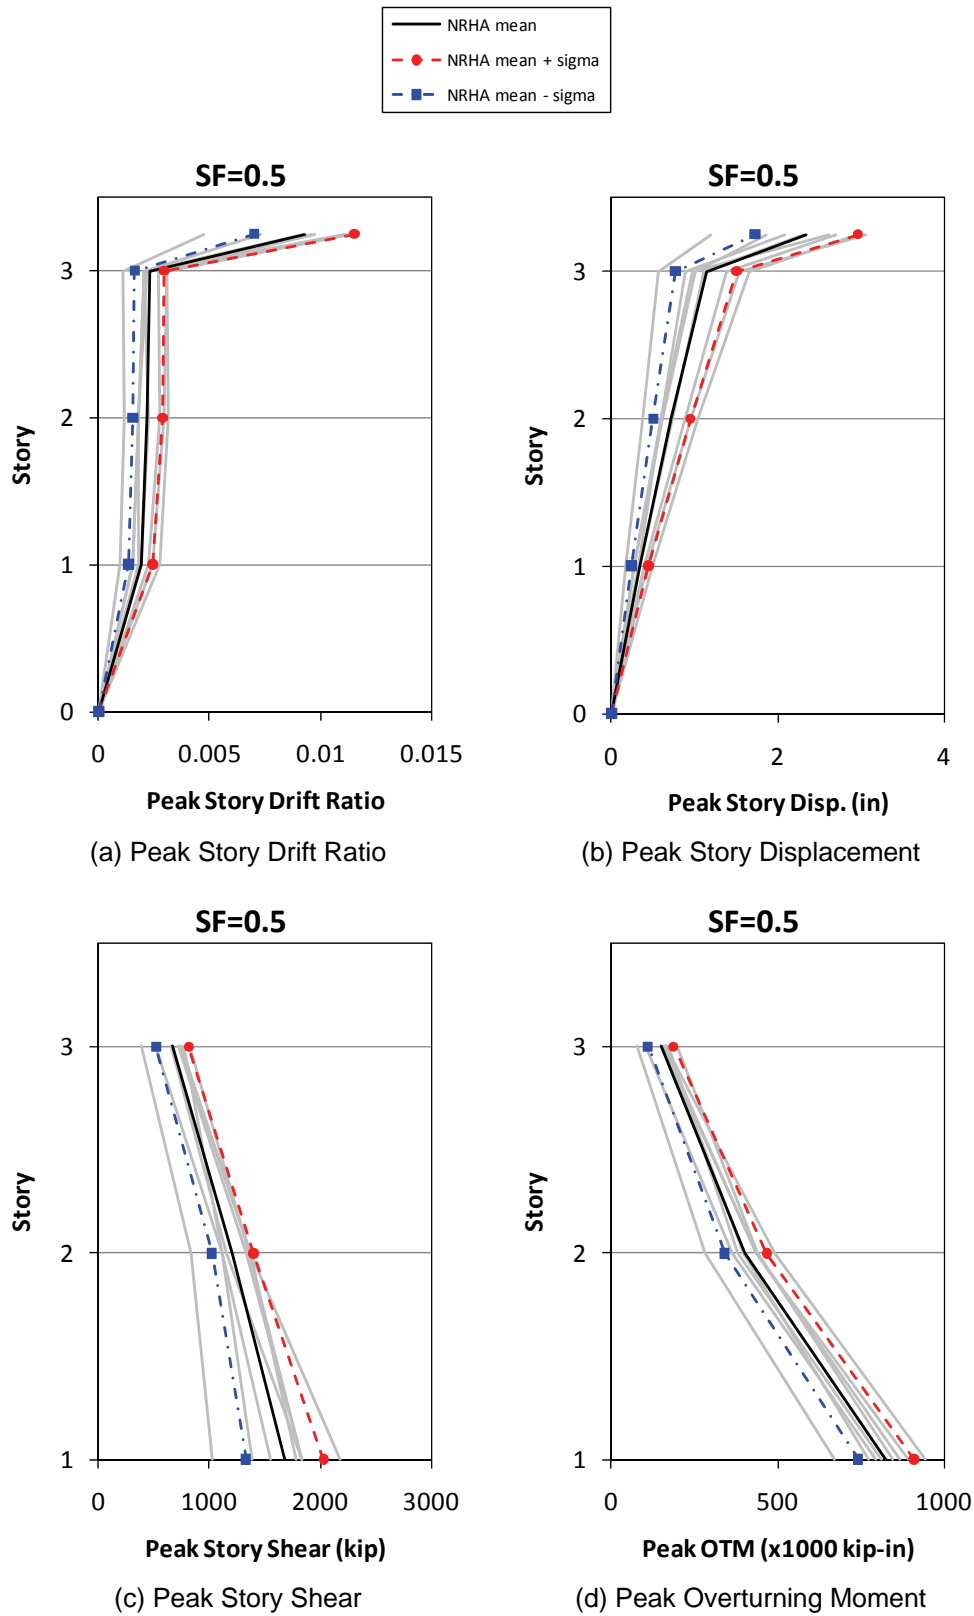 NRHA mean
NRHA mean + sigma
NRHA mean - sigma
SF=0.5
3
2
1
0
Story
0
0.005
0.01
0.015
Peak Story Drift Ratio
(a) Peak Story Drift Ratio
SF=0.5
3
2
1
0
Story
0
2
4
Peak Story Disp. (in)
(b) Peak Story Displacement
SF=0.5
3
2
1
Story
0
1000
2000
3000
Peak Story Shear (kip)
(c) Peak Story Shear
SF=0.5
3
2
1
Story
0
500
1000
Peak OTM (x1000 kip-in)
(d) Peak Overturning Moment